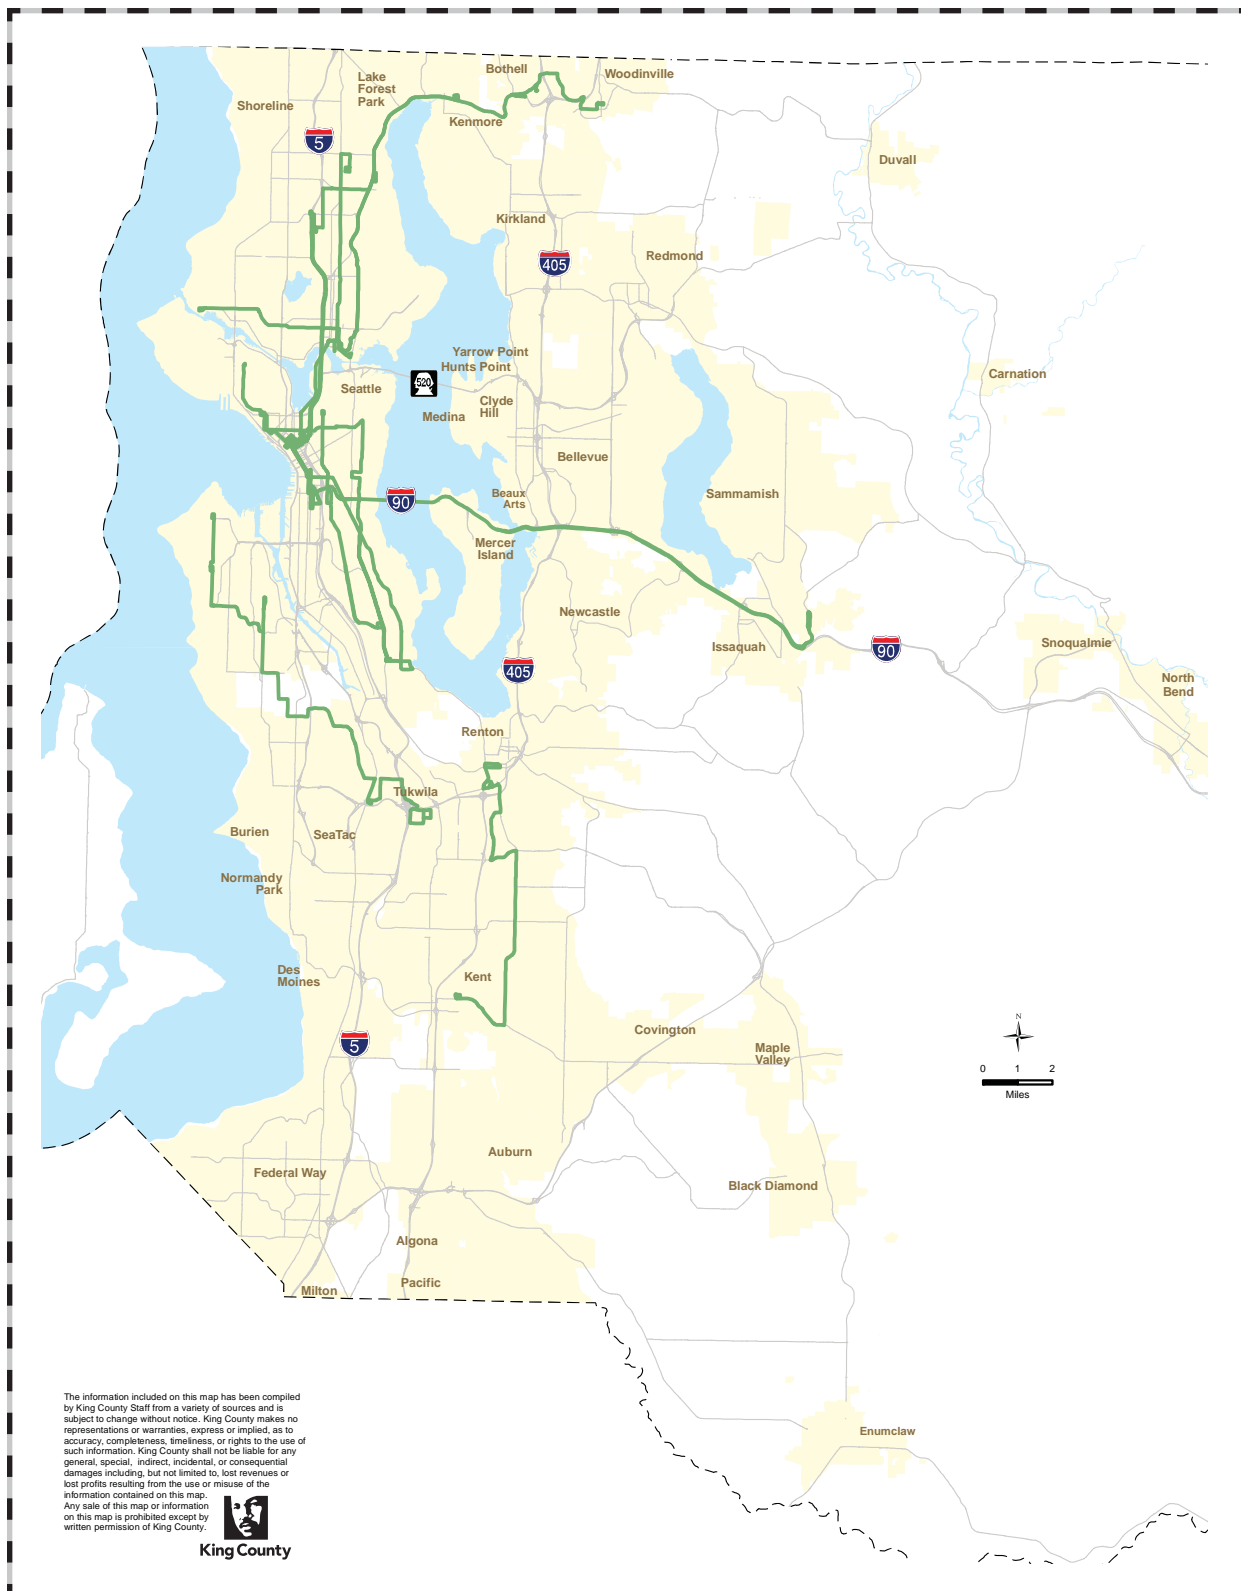 Bothell
Woodinville
Lake
Forest
Park
Shoreline
Kenmore
5
Duvall
Kirkland
405
Redmond
Yarrow Point
Hunts Point
Carnation
520
Seattle
Clyde
Hill
Medina
Bellevue
Beaux
Arts
Sammamish
90
Mercer
Island
Newcastle
Issaquah
90
Snoqualmie
405
North
Bend
Renton
Tukwila
Burien
SeaTac
Normandy
Park
Des
Moines
Kent
N
Covington
Maple
Valley
5
0 1 2
Miles
Auburn
Federal Way
Black Diamond
Algona
Pacific
Milton
Enumclaw
The information included on this map has been compiled
by King County Staff from a variety of sources and is
subject to change without notice. King County makes no
representations or warranties, express or implied, as to
accuracy, completeness, timeliness, or rights to the use of
such information. King County shall not be liable for any
general, special, indirect, incidental, or consequential
damages including, but not limited to, lost revenues or
lost profits resulting from the use or misuse of the
information contained on this map.
Any sale of this map or information
on this map is prohibited except by
written permission of King County.
King County